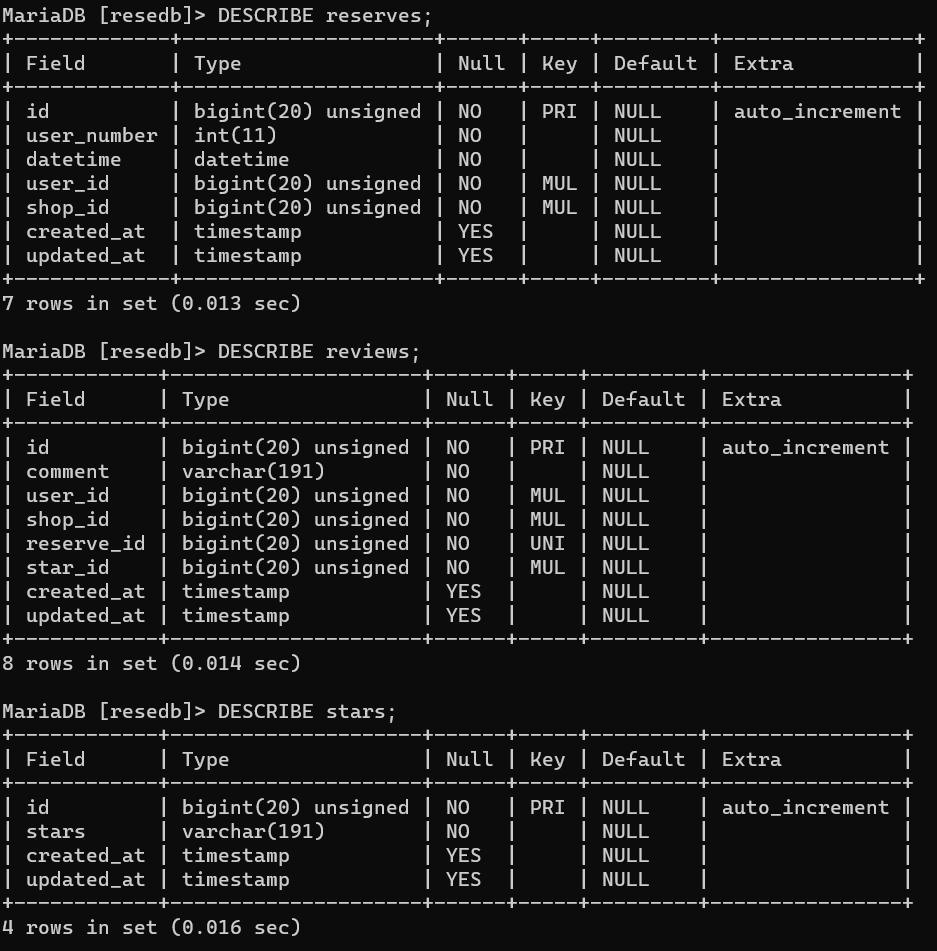 MariaDB [resedb]> DESCRIBE reserves;
+-------------+---------------------+------+-----+---------+----------------+
| Field       | Type                | Null | Key | Default | Extra          |
+-------------+---------------------+------+-----+---------+----------------+
| id          | bigint(20) unsigned | NO   | PRI | NULL    | auto_increment |
| user_number | int(11)             | NO   |     | NULL    |                |
| datetime    | datetime            | NO   |     | NULL    |                |
| user_id     | bigint(20) unsigned | NO   | MUL | NULL    |                |
| shop_id     | bigint(20) unsigned | NO   | MUL | NULL    |                |
| created_at  | timestamp           | YES  |     | NULL    |                |
| updated_at  | timestamp           | YES  |     | NULL    |                |
+-------------+---------------------+------+-----+---------+----------------+
7 rows in set (0.013 sec)

MariaDB [resedb]> DESCRIBE reviews;
+------------+---------------------+------+-----+---------+----------------+
| Field      | Type                | Null | Key | Default | Extra          |
+------------+---------------------+------+-----+---------+----------------+
| id         | bigint(20) unsigned | NO   | PRI | NULL    | auto_increment |
| comment    | varchar(191)        | NO   |     | NULL    |                |
| user_id    | bigint(20) unsigned | NO   | MUL | NULL    |                |
| shop_id    | bigint(20) unsigned | NO   | MUL | NULL    |                |
| reserve_id | bigint(20) unsigned | NO   | UNI | NULL    |                |
| star_id    | bigint(20) unsigned | NO   | MUL | NULL    |                |
| created_at | timestamp           | YES  |     | NULL    |                |
| updated_at | timestamp           | YES  |     | NULL    |                |
+------------+---------------------+------+-----+---------+----------------+
8 rows in set (0.014 sec)

MariaDB [resedb]> DESCRIBE stars;
+------------+---------------------+------+-----+---------+----------------+
| Field      | Type                | Null | Key | Default | Extra          |
+------------+---------------------+------+-----+---------+----------------+
| id         | bigint(20) unsigned | NO   | PRI | NULL    | auto_increment |
| stars      | varchar(191)        | NO   |     | NULL    |                |
| created_at | timestamp           | YES  |     | NULL    |                |
| updated_at | timestamp           | YES  |     | NULL    |                |
+------------+---------------------+------+-----+---------+----------------+
4 rows in set (0.016 sec)